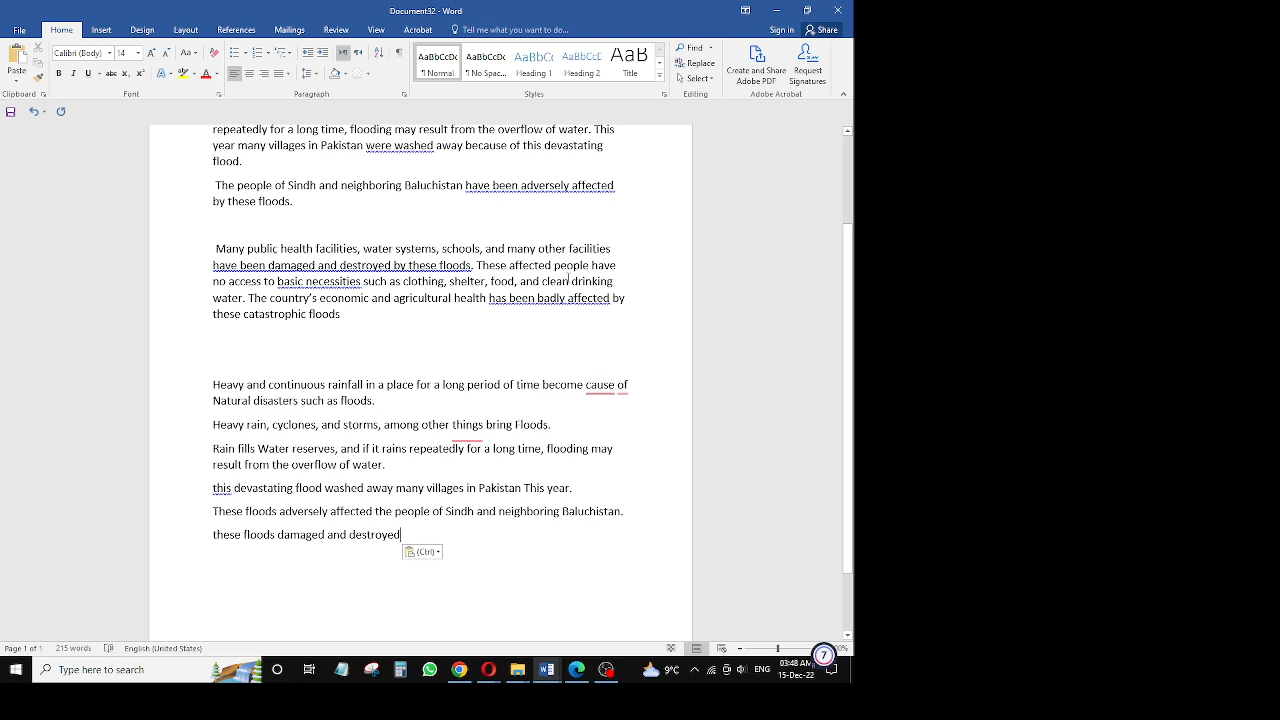 Document32 - Word
Sign in
Share
File
Home
Insert
Design
Layout
References
Mailings
Review
View
Acrobat
Tell me what you want to do...
Paste
Calibri (Body)
14
Clipboard
Font
Paragraph
AaBbCcDc
¶ Normal
AaBbCcDc
¶ No Spac...
AaBbCc
Heading 1
AaBbCcE
Heading 2
AaB
Title
Styles
Find
Replace
Select
Editing
Create and Share
Adobe PDF
Request
Signatures
Adobe Acrobat
repeatedly for a long time, flooding may result from the overflow of water. This
year many villages in Pakistan were washed away because of this devastating
flood.
The people of Sindh and neighboring Baluchistan have been adversely affected
by these floods.
Many public health facilities, water systems, schools, and many other facilities
have been damaged and destroyed by these floods. These affected people have
no access to basic necessities such as clothing, shelter, food, and clean drinking
water. The country's economic and agricultural health has been badly affected by
these catastrophic floods
Heavy and continuous rainfall in a place for a long period of time become cause of
Natural disasters such as floods.
Heavy rain, cyclones, and storms, among other things bring Floods.
Rain fills Water reserves, and if it rains repeatedly for a long time, flooding may
result from the overflow of water.
this devastating flood washed away many villages in Pakistan This year.
These floods adversely affected the people of Sindh and neighboring Baluchistan.
these floods damaged and destroyed
(Ctrl)
Page 1 of 1
215 words
English (United States)
7
Type here to search
9°C
ENG
03:48 AM
15-Dec-22